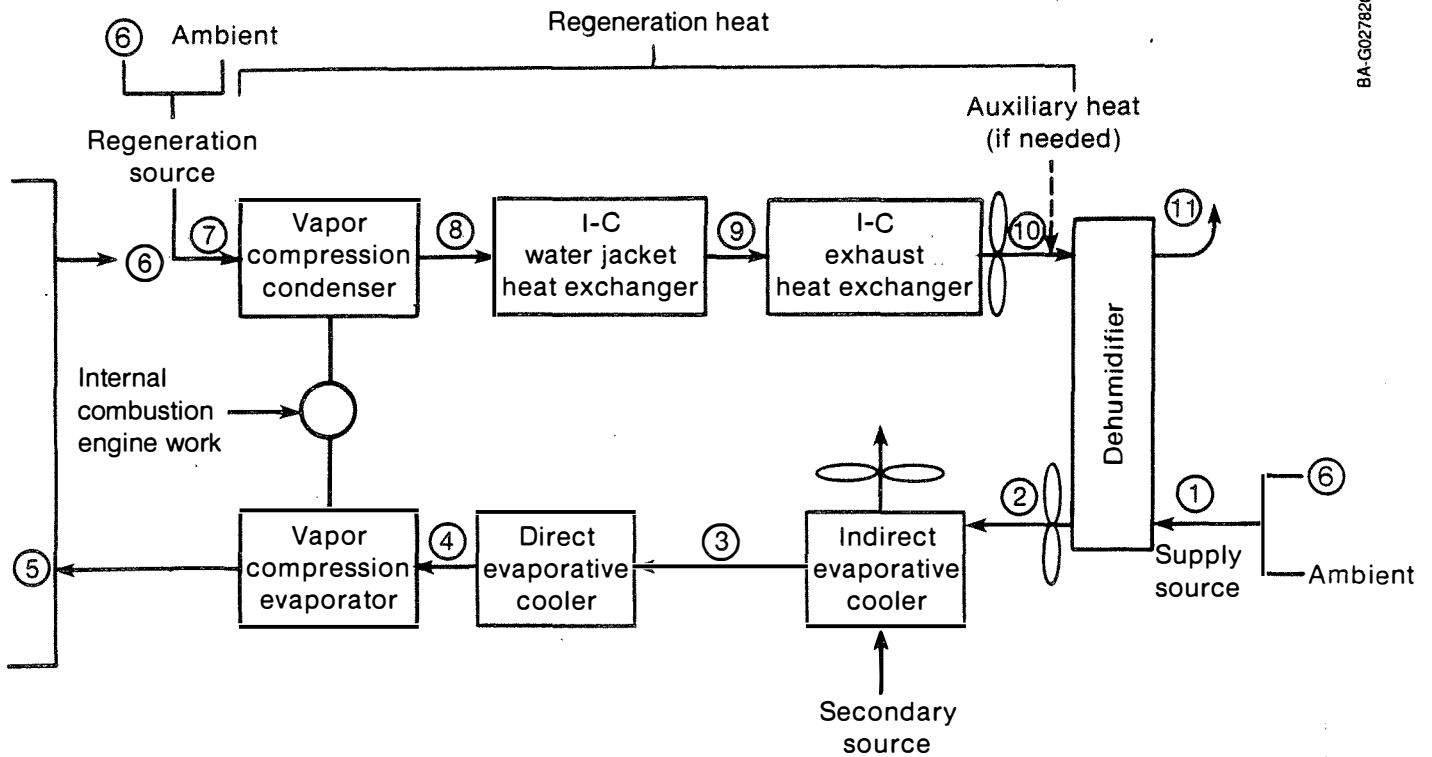 Regeneration heat
BA-G027820
6 Ambient
Auxiliary heat
(if needed)
Regeneration
source
7
Vapor
compression
condenser
8
I-C
water jacket
heat exchanger
9
I-C
exhaust
heat exchanger
10
11
6
Dehumidifier
Internal
combustion
engine work
5
Vapor
compression
evaporator
4
Direct
evaporative
cooler
3
Indirect
evaporative
cooler
2
1
6
Supply
source
Ambient
Secondary
source